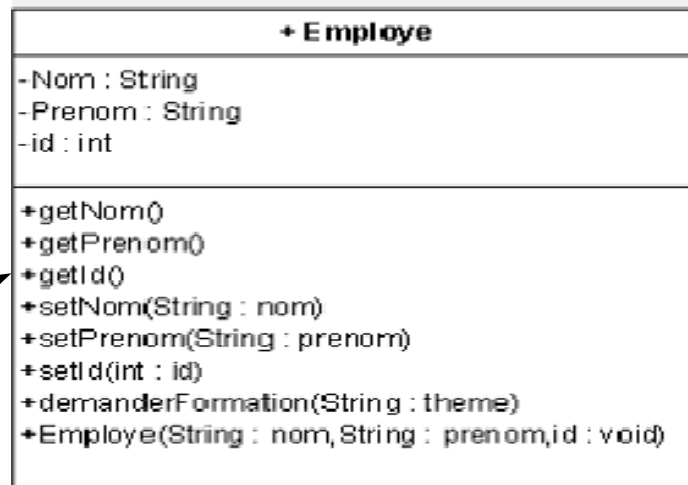 + Employe
-Nom : String
-Prenom : String
-id : int
+getNom()
+getPrenom()
+getId()
+setNom(String : nom)
+setPrenom(String : prenom)
+setId(int : id)
+demanderFormation(String : theme)
+Employe(String : nom,String : prenom,id : void)